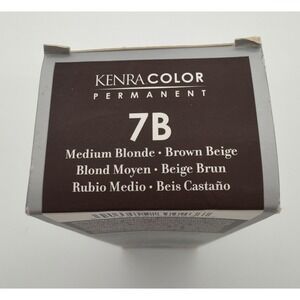 KENRA COLOR
PERMANENT
7B
Medium Blonde • Brown Beige
Blond Moyen • Beige Brun
Rubio Medio • Beis Castaño